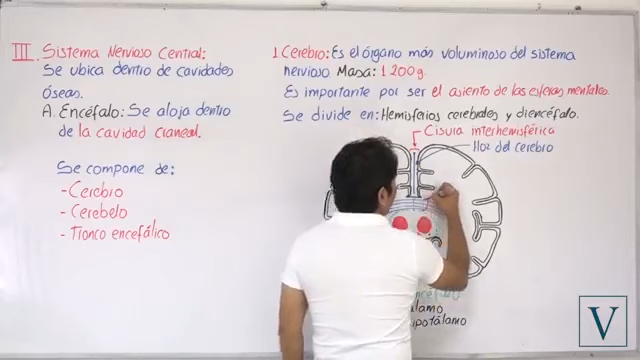 III. Sistema Nervioso Central:
Se ubica dentro de cavidades
óseas.
A. Encéfalo: Se aloja dentro
de la cavidad craneal.
Se compone de:
- Cerebro
- Cerebelo
- Tronco encefálico
1. Cerebro: Es el órgano más voluminoso del sistema
nervioso Masa: 1 200g.
Es importante por ser el asiento de las esferas mentales.
Se divide en: Hemisferios cerebrales y diencéfalo.
Cisura interhemisférica
Hoz del cerebro
V